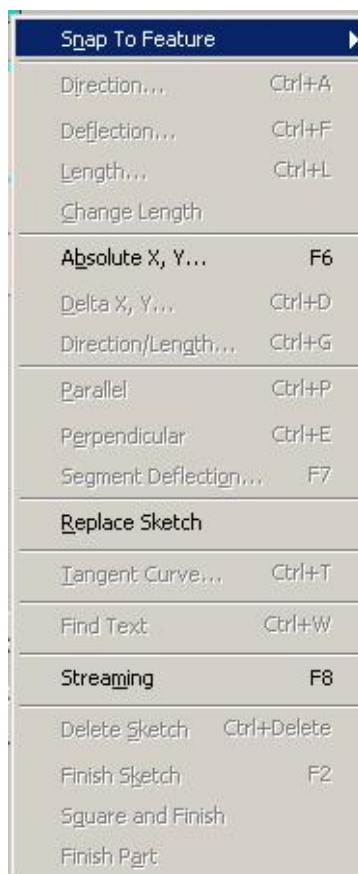 Snap To Feature
Direction... Ctrl+A
Deflection... Ctrl+F
Length... Ctrl+L
Change Length
Absolute X, Y... F6
Delta X, Y... Ctrl+D
Direction/Length... Ctrl+G
Parallel Ctrl+P
Perpendicular Ctrl+E
Segment Deflection... F7
Replace Sketch
Tangent Curve... Ctrl+T
Find Text Ctrl+W
Streaming F8
Delete Sketch Ctrl+Delete
Finish Sketch F2
Square and Finish
Finish Part